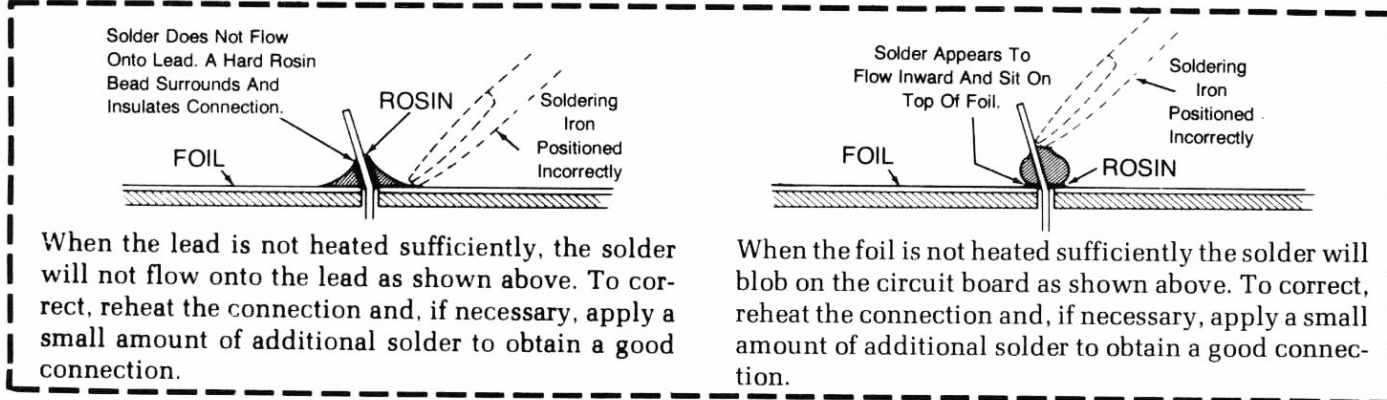 Solder Does Not Flow
Onto Lead. A Hard Rosin
Bead Surrounds And
Insulates Connection.
ROSIN
Soldering
Iron
Positioned
Incorrectly
FOIL
When the lead is not heated sufficiently, the solder
will not flow onto the lead as shown above. To cor-
rect, reheat the connection and, if necessary, apply a
small amount of additional solder to obtain a good
connection.
Solder Appears To
Flow Inward And Sit On
Top Of Foil.
Soldering
Iron
Positioned
Incorrectly
FOIL
ROSIN
When the foil is not heated sufficiently the solder will
blob on the circuit board as shown above. To correct,
reheat the connection and, if necessary, apply a small
amount of additional solder to obtain a good connec-
tion.